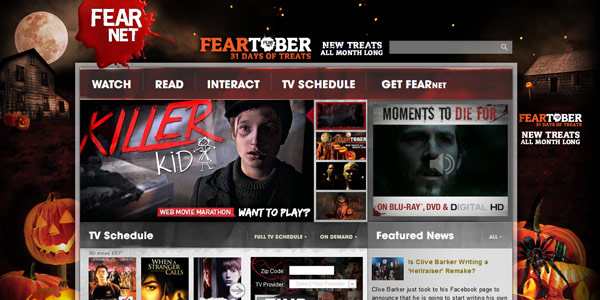 FEAR
NET
FEARTOBER
31 DAYS OF TREATS
NEW TREATS
ALL MONTH LONG
WATCH
READ
INTERACT
TV SCHEDULE
GET FEARNET
KILLER
KID
WEB MOVIE MARATHON
WANT TO PLAY?
MOMENTS TO DIE FOR
ON BLU-RAY™, DVD & DIGITAL HD
FEARTOBER
31 DAYS OF TREATS
NEW TREATS
ALL MONTH LONG
TV Schedule
FULL TV SCHEDULE
ON DEMAND
Featured News
ALL
All times EST
WHEN A
STRANGER
CALLS
Zip Code:
TV Provider:
Select Your Provider
Is Clive Barker Writing a
'Hellraiser' Remake?
Clive Barker just took to his Facebook page to
announce that he is going to start writing his own